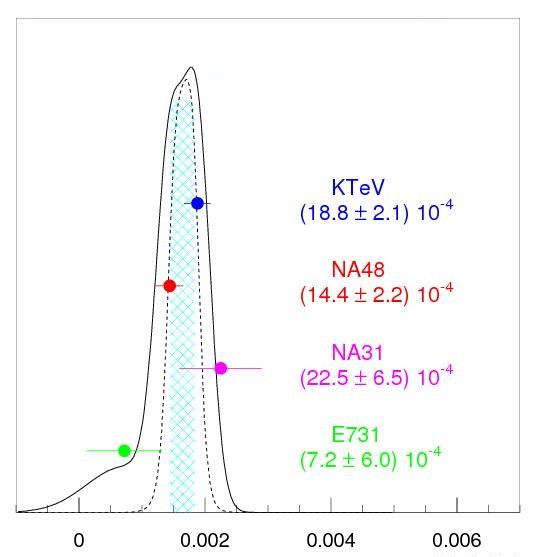 KTeV
(18.8 ± 2.1) 10⁻⁴
NA48
(14.4 ± 2.2) 10⁻⁴
NA31
(22.5 ± 6.5) 10⁻⁴
E731
(7.2 ± 6.0) 10⁻⁴
0 0.002 0.004 0.006